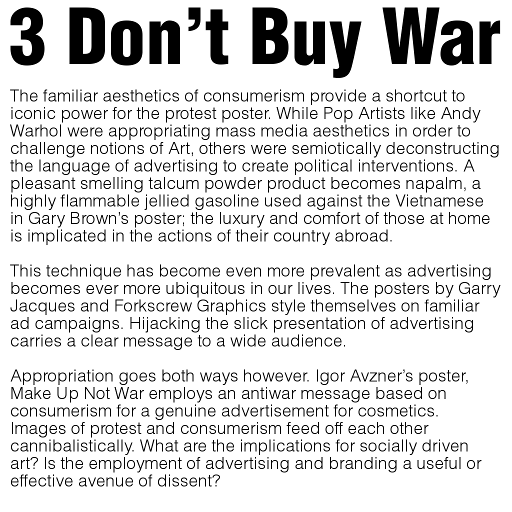 3 Don't Buy War
The familiar aesthetics of consumerism provide a shortcut to
iconic power for the protest poster. While Pop Artists like Andy
Warhol were appropriating mass media aesthetics in order to
challenge notions of Art, others were semiotically deconstructing
the language of advertising to create political interventions. A
pleasant smelling talcum powder product becomes napalm, a
highly flammable jellied gasoline used against the Vietnamese
in Gary Brown's poster; the luxury and comfort of those at home
is implicated in the actions of their country abroad.
This technique has become even more prevalent as advertising
becomes ever more ubiquitous in our lives. The posters by Garry
Jacques and Forkscrew Graphics style themselves on familiar
ad campaigns. Hijacking the slick presentation of advertising
carries a clear message to a wide audience.
Appropriation goes both ways however. Igor Avzner's poster,
Make Up Not War employs an antiwar message based on
consumerism for a genuine advertisement for cosmetics.
Images of protest and consumerism feed off each other
cannibalistically. What are the implications for socially driven
art? Is the employment of advertising and branding a useful or
effective avenue of dissent?